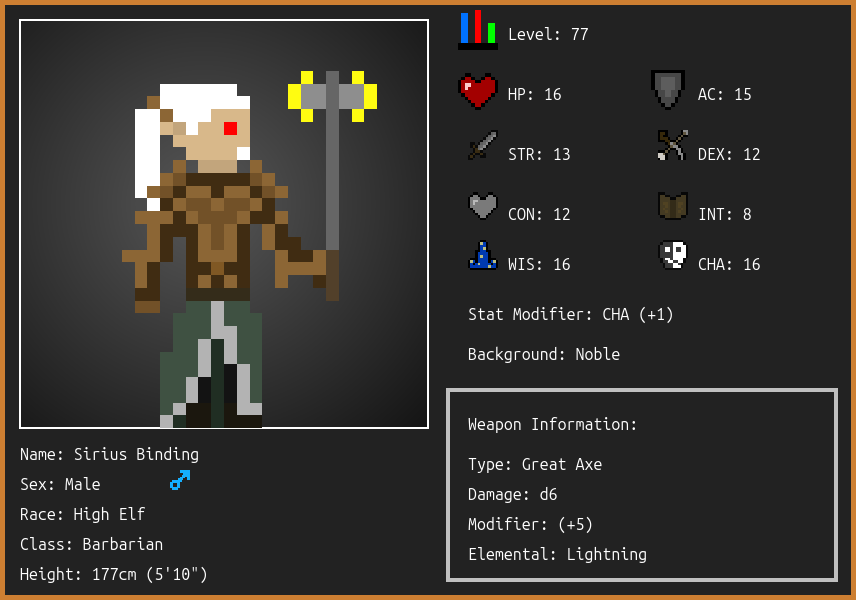 Level: 77
HP: 16
AC: 15
STR: 13
DEX: 12
CON: 12
INT: 8
WIS: 16
CHA: 16
Stat Modifier: CHA (+1)
Background: Noble
Weapon Information:
Type: Great Axe
Damage: d6
Modifier: (+5)
Elemental: Lightning
Name: Sirius Binding
Sex: Male
Race: High Elf
Class: Barbarian
Height: 177cm (5'10")